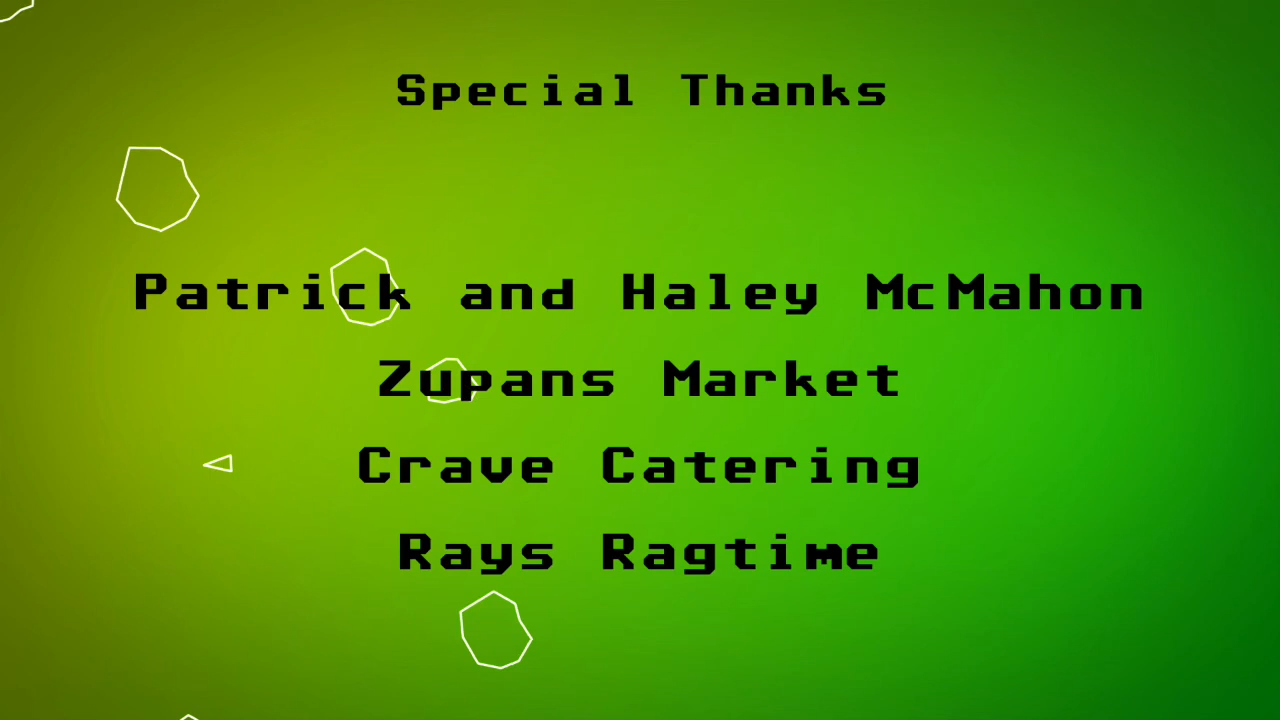 Special Thanks
Patrick and Haley McMahon
Zupans Market
Crave Catering
Rays Ragtime